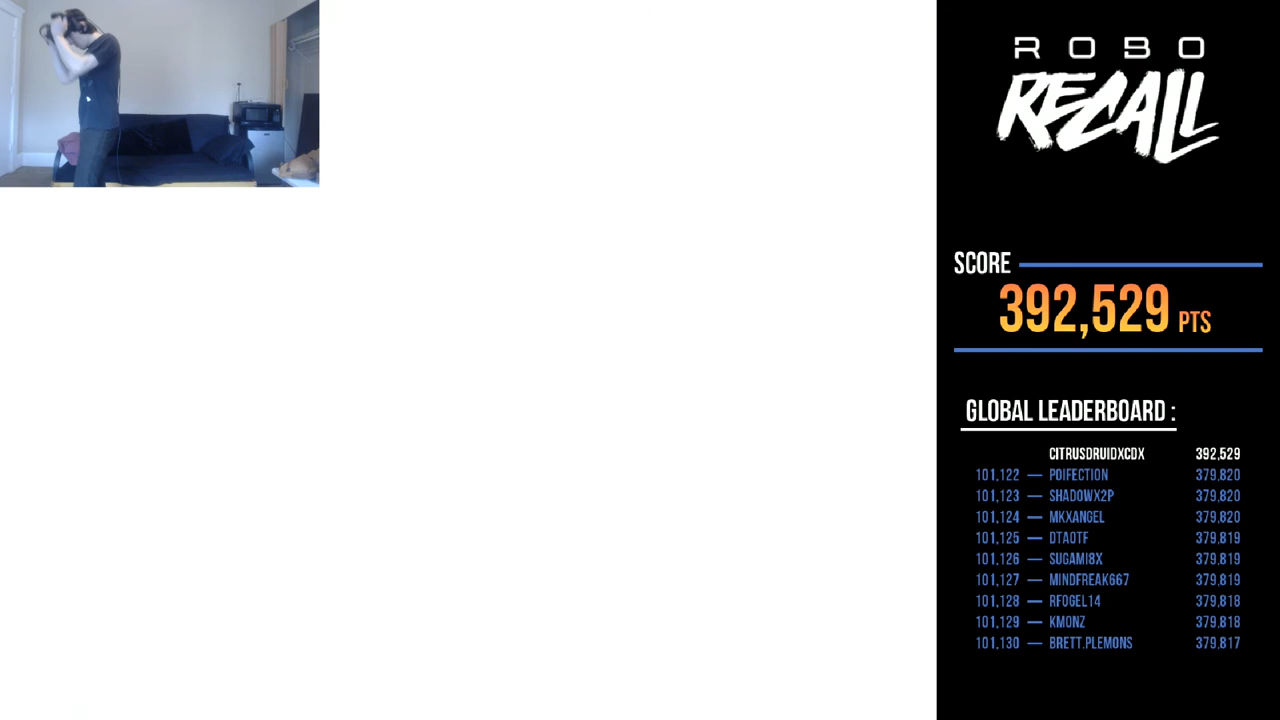 ROBO
RECALL
SCORE
392,529 PTS
GLOBAL LEADERBOARD :
CITRUSDRUIDXCDX 392,529
101,122 — POIFECTION 379,820
101,123 — SHADOWX2P 379,820
101,124 — MKXANGEL 379,820
101,125 — DTAOTF 379,819
101,126 — SUGAMI8X 379,819
101,127 — MINDFREAK667 379,819
101,128 — RFOGEL14 379,818
101,129 — KMONZ 379,818
101,130 — BRETT.PLEMONS 379,817